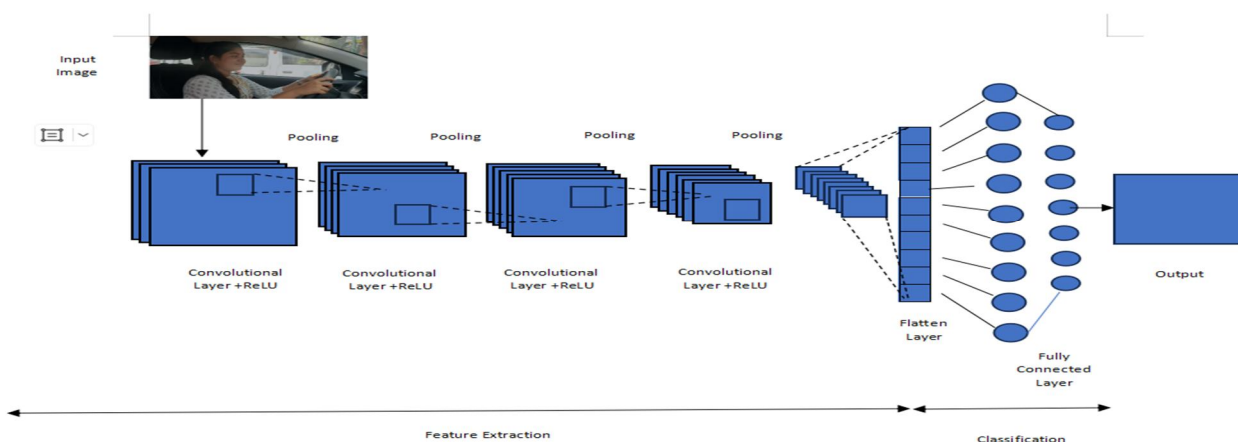 Input
Image
Pooling
Pooling
Pooling
Pooling
Convolutional
Layer +ReLU
Convolutional
Layer +ReLU
Convolutional
Layer +ReLU
Convolutional
Layer +ReLU
Flatten
Layer
Fully
Connected
Layer
Output
Feature Extraction
Classification